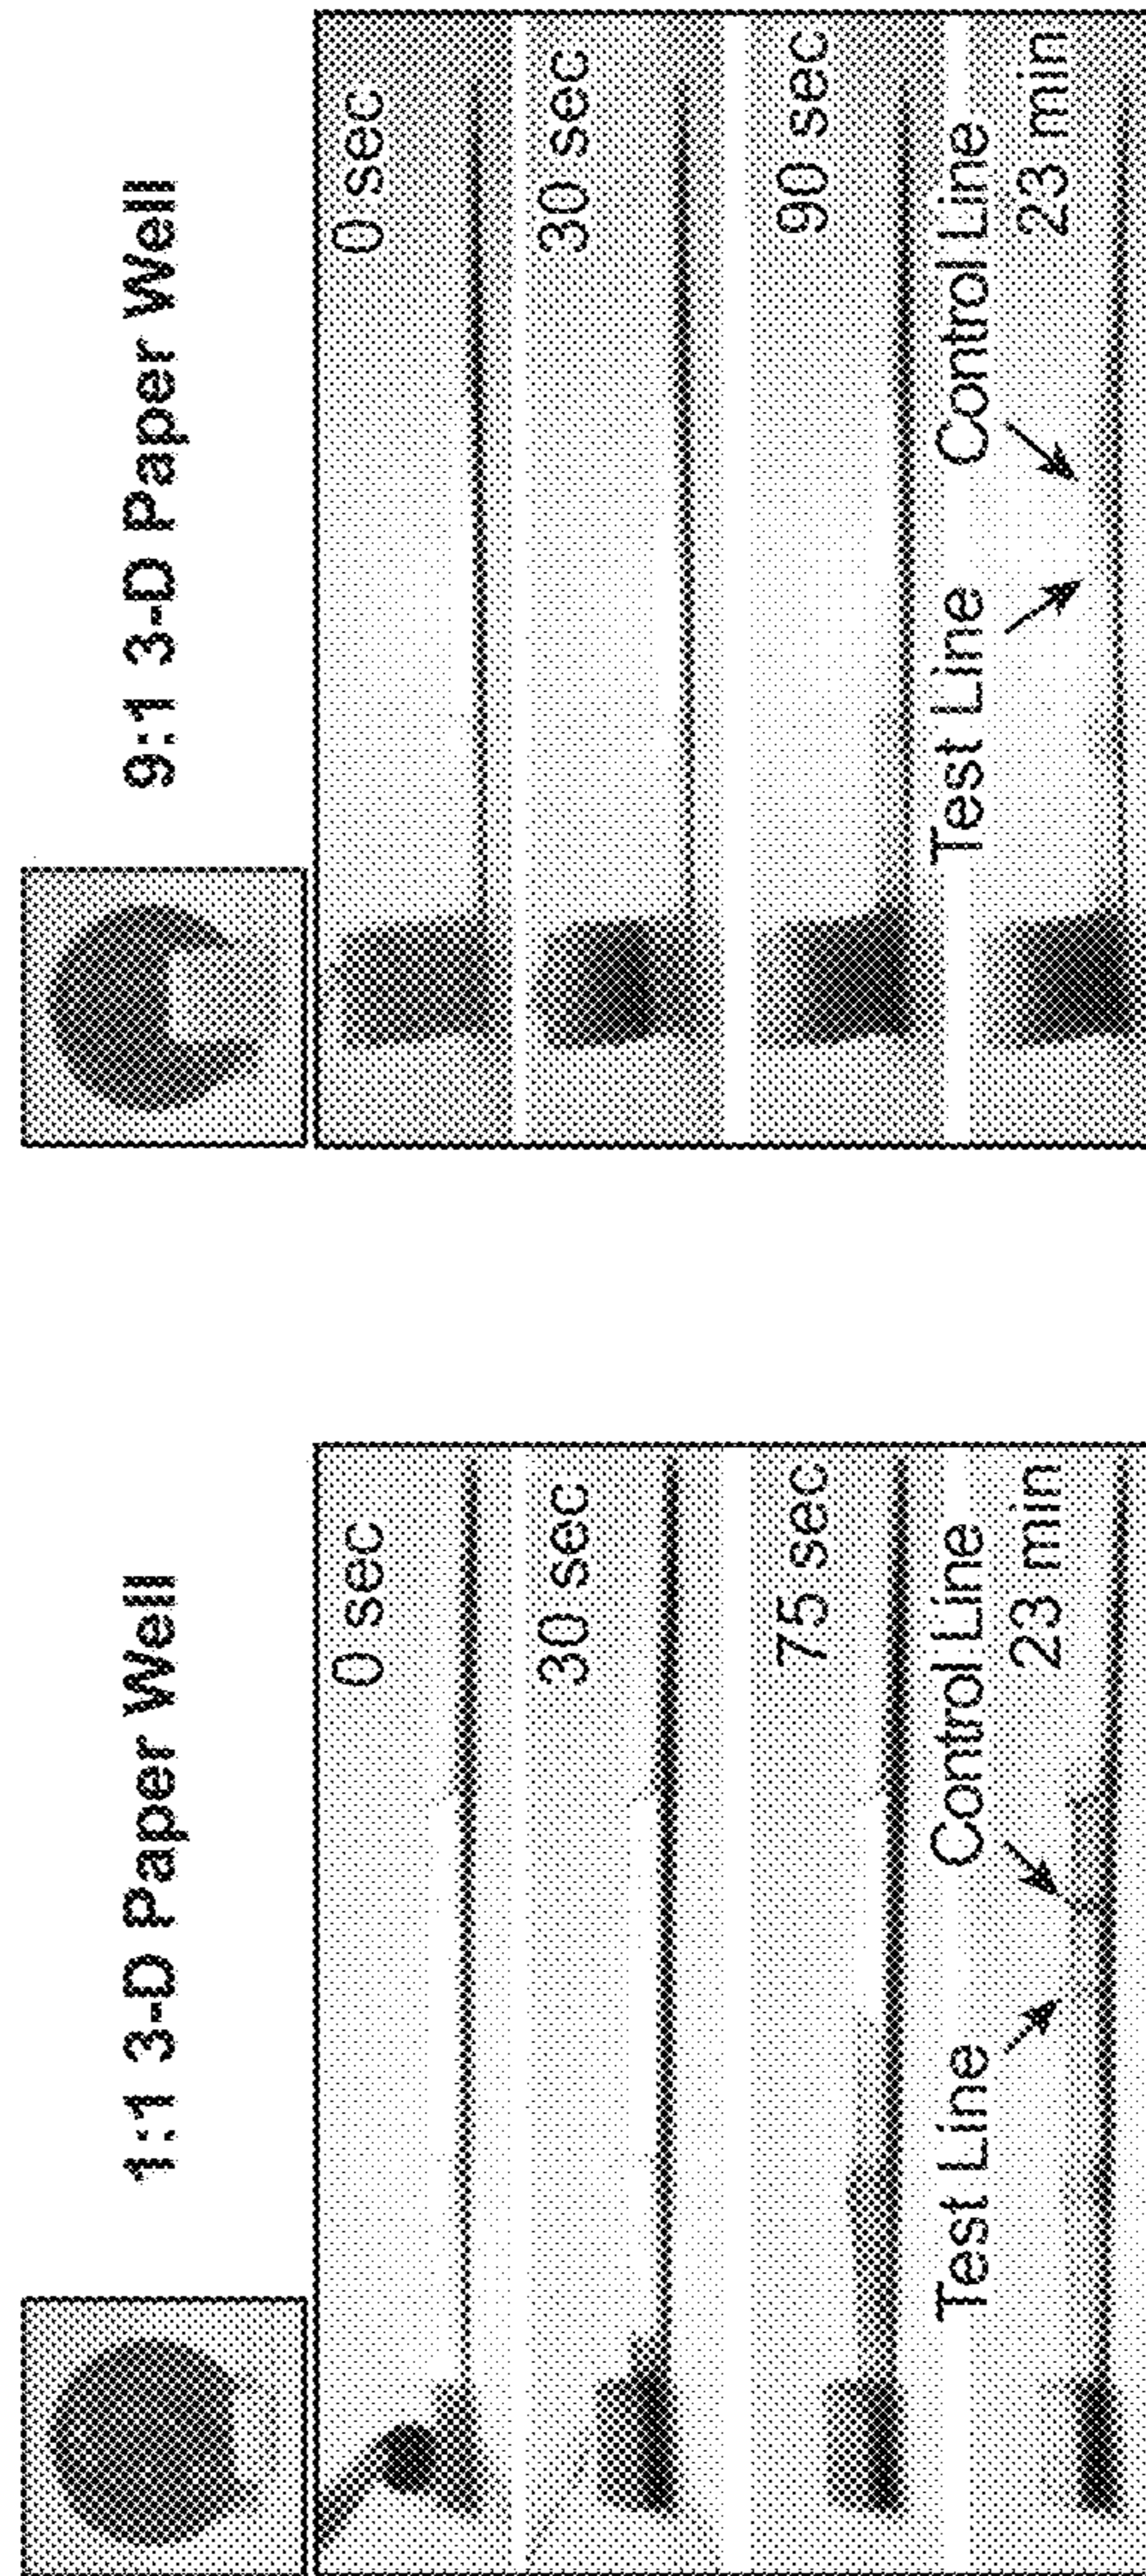 1:1 3-D Paper Well
0 sec
30 sec
75 sec
Test Line
Control Line
23 min
9:1 3-D Paper Well
0 sec
30 sec
90 sec
Test Line
Control Line
23 min